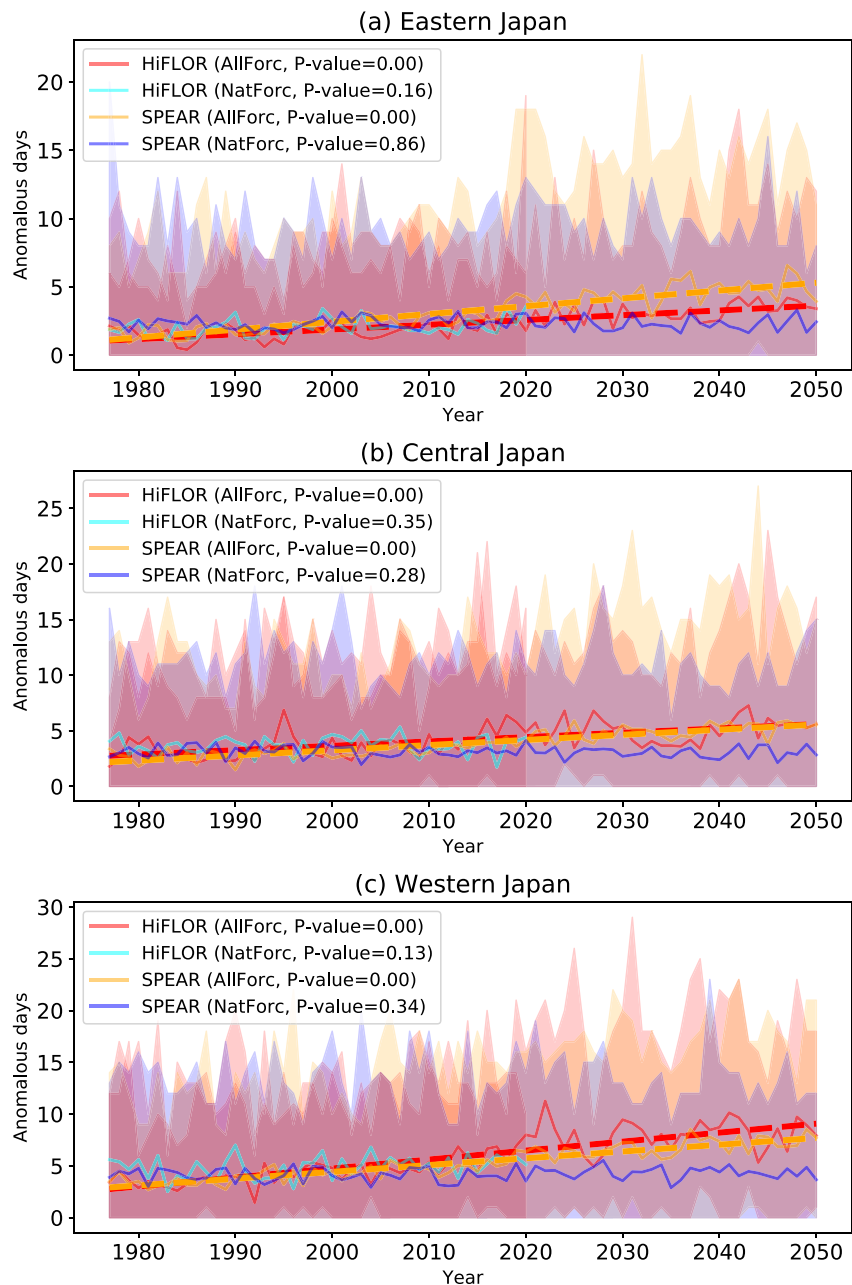 (a) Eastern Japan
HiFLOR (AllForc, P-value=0.00)
HiFLOR (NatForc, P-value=0.16)
SPEAR (AllForc, P-value=0.00)
SPEAR (NatForc, P-value=0.86)
Anomalous days
20
15
10
5
0
1980 1990 2000 2010 2020 2030 2040 2050
Year
(b) Central Japan
HiFLOR (AllForc, P-value=0.00)
HiFLOR (NatForc, P-value=0.35)
SPEAR (AllForc, P-value=0.00)
SPEAR (NatForc, P-value=0.28)
Anomalous days
25
20
15
10
5
0
1980 1990 2000 2010 2020 2030 2040 2050
Year
(c) Western Japan
HiFLOR (AllForc, P-value=0.00)
HiFLOR (NatForc, P-value=0.13)
SPEAR (AllForc, P-value=0.00)
SPEAR (NatForc, P-value=0.34)
Anomalous days
30
25
20
15
10
5
0
1980 1990 2000 2010 2020 2030 2040 2050
Year